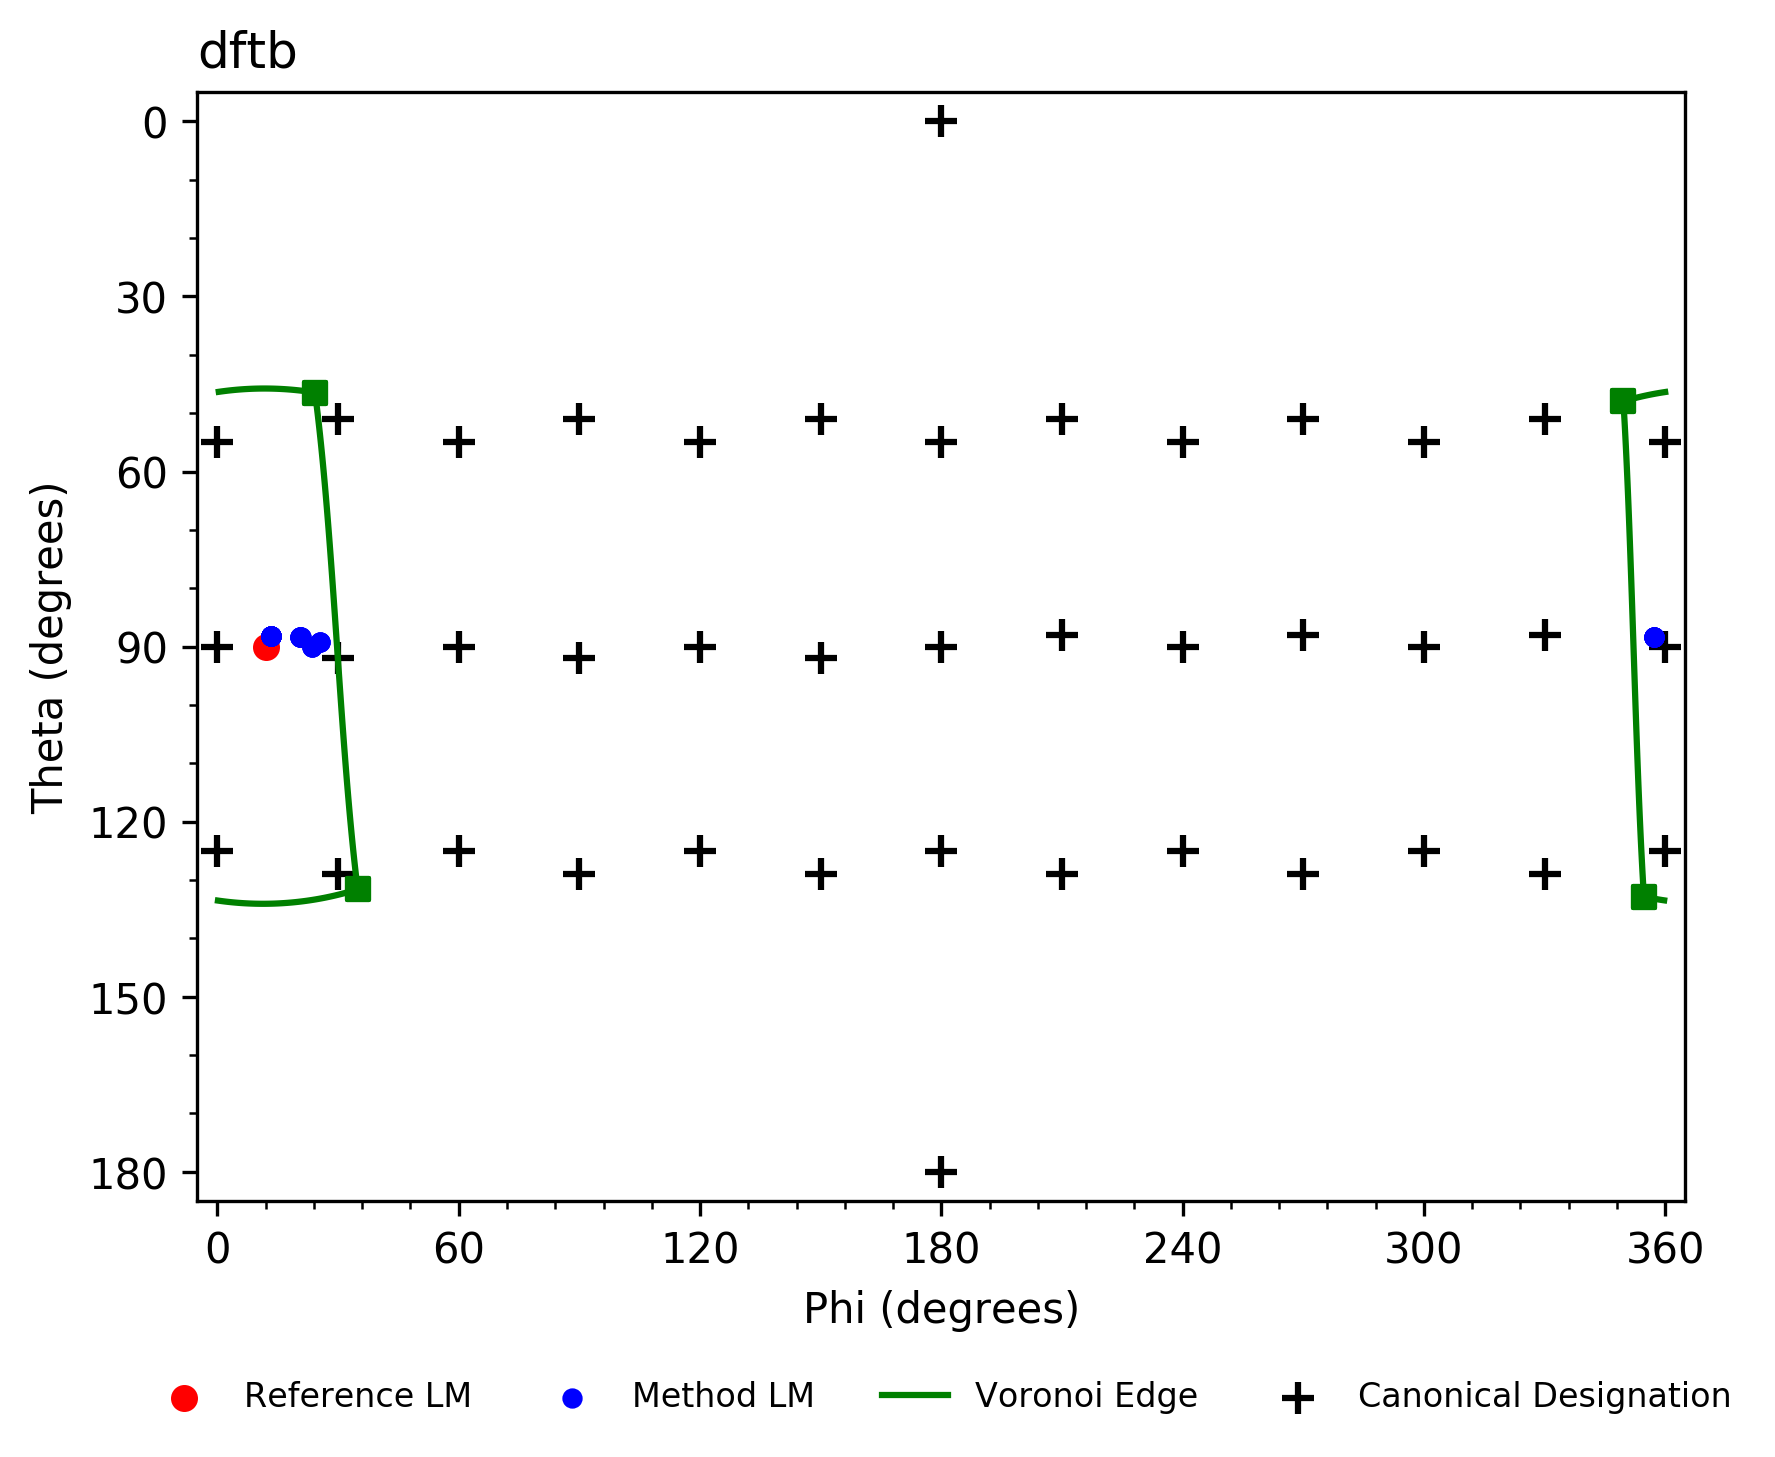 dftb
0
30
60
90
120
150
180
Theta (degrees)
0 60 120 180 240 300 360
Phi (degrees)
Reference LM Method LM Voronoi Edge Canonical Designation